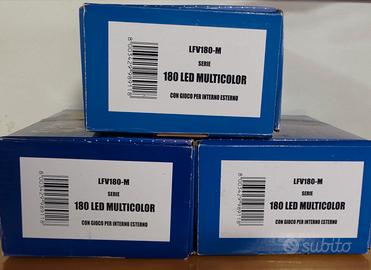 LFV180-M
SERIE
180 LED MULTICOLOR
CON GIOCO PER INTERNO ESTERNO
8003429989118
LFV180-M
SERIE
180 LED MULTICOLOR
CON GIOCO PER INTERNO ESTERNO
LFV180-M
SERIE
180 LED MULTICOLOR
CON GIOCO PER INTERNO ESTERNO
subito